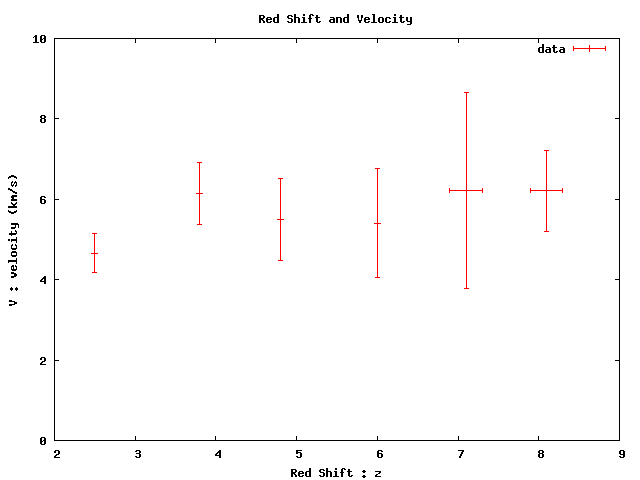 Red Shift and Velocity
data
10
8
6
4
2
0
V : velocity (km/s)
2 3 4 5 6 7 8 9
Red Shift : z